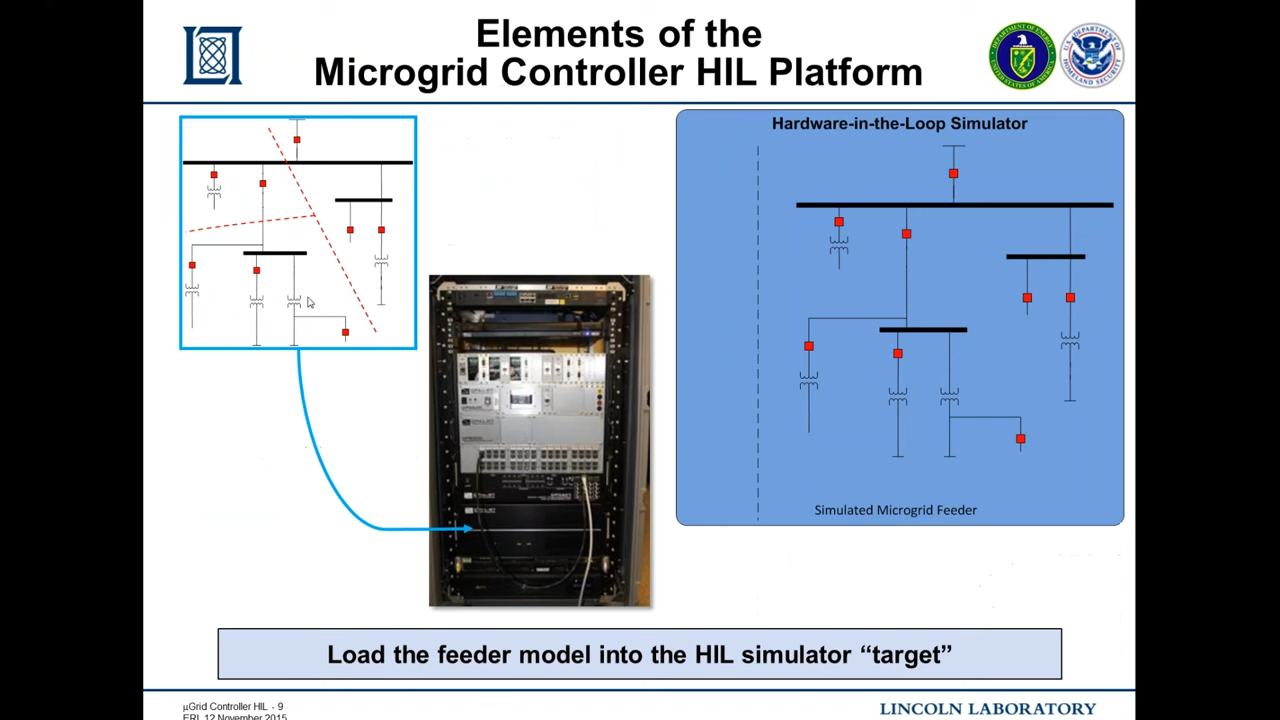 Elements of the
Microgrid Controller HIL Platform
Hardware-in-the-Loop Simulator
Simulated Microgrid Feeder
Load the feeder model into the HIL simulator “target”
µGrid Controller HIL - 9
ERL 12 November 2015
LINCOLN LABORATORY